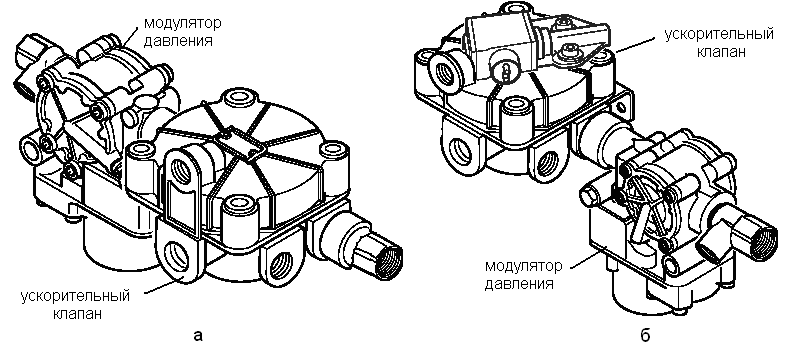 модулятор
давления
ускорительный
клапан
ускорительный
клапан
модулятор
давления
а
б